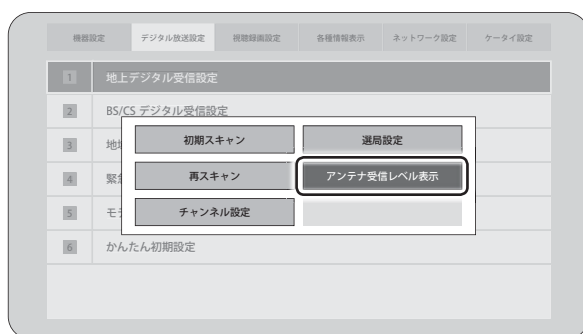 機器設定 デジタル放送設定 視聴録画設定 各種情報表示 ネットワーク設定 ケータイ設定
1 地上デジタル受信設定
2 BS/CS デジタル受信設定
初期スキャン 選局設定
3 地
再スキャン アンテナ受信レベル表示
4 緊
チャンネル設定
5 モ
6 かんたん初期設定